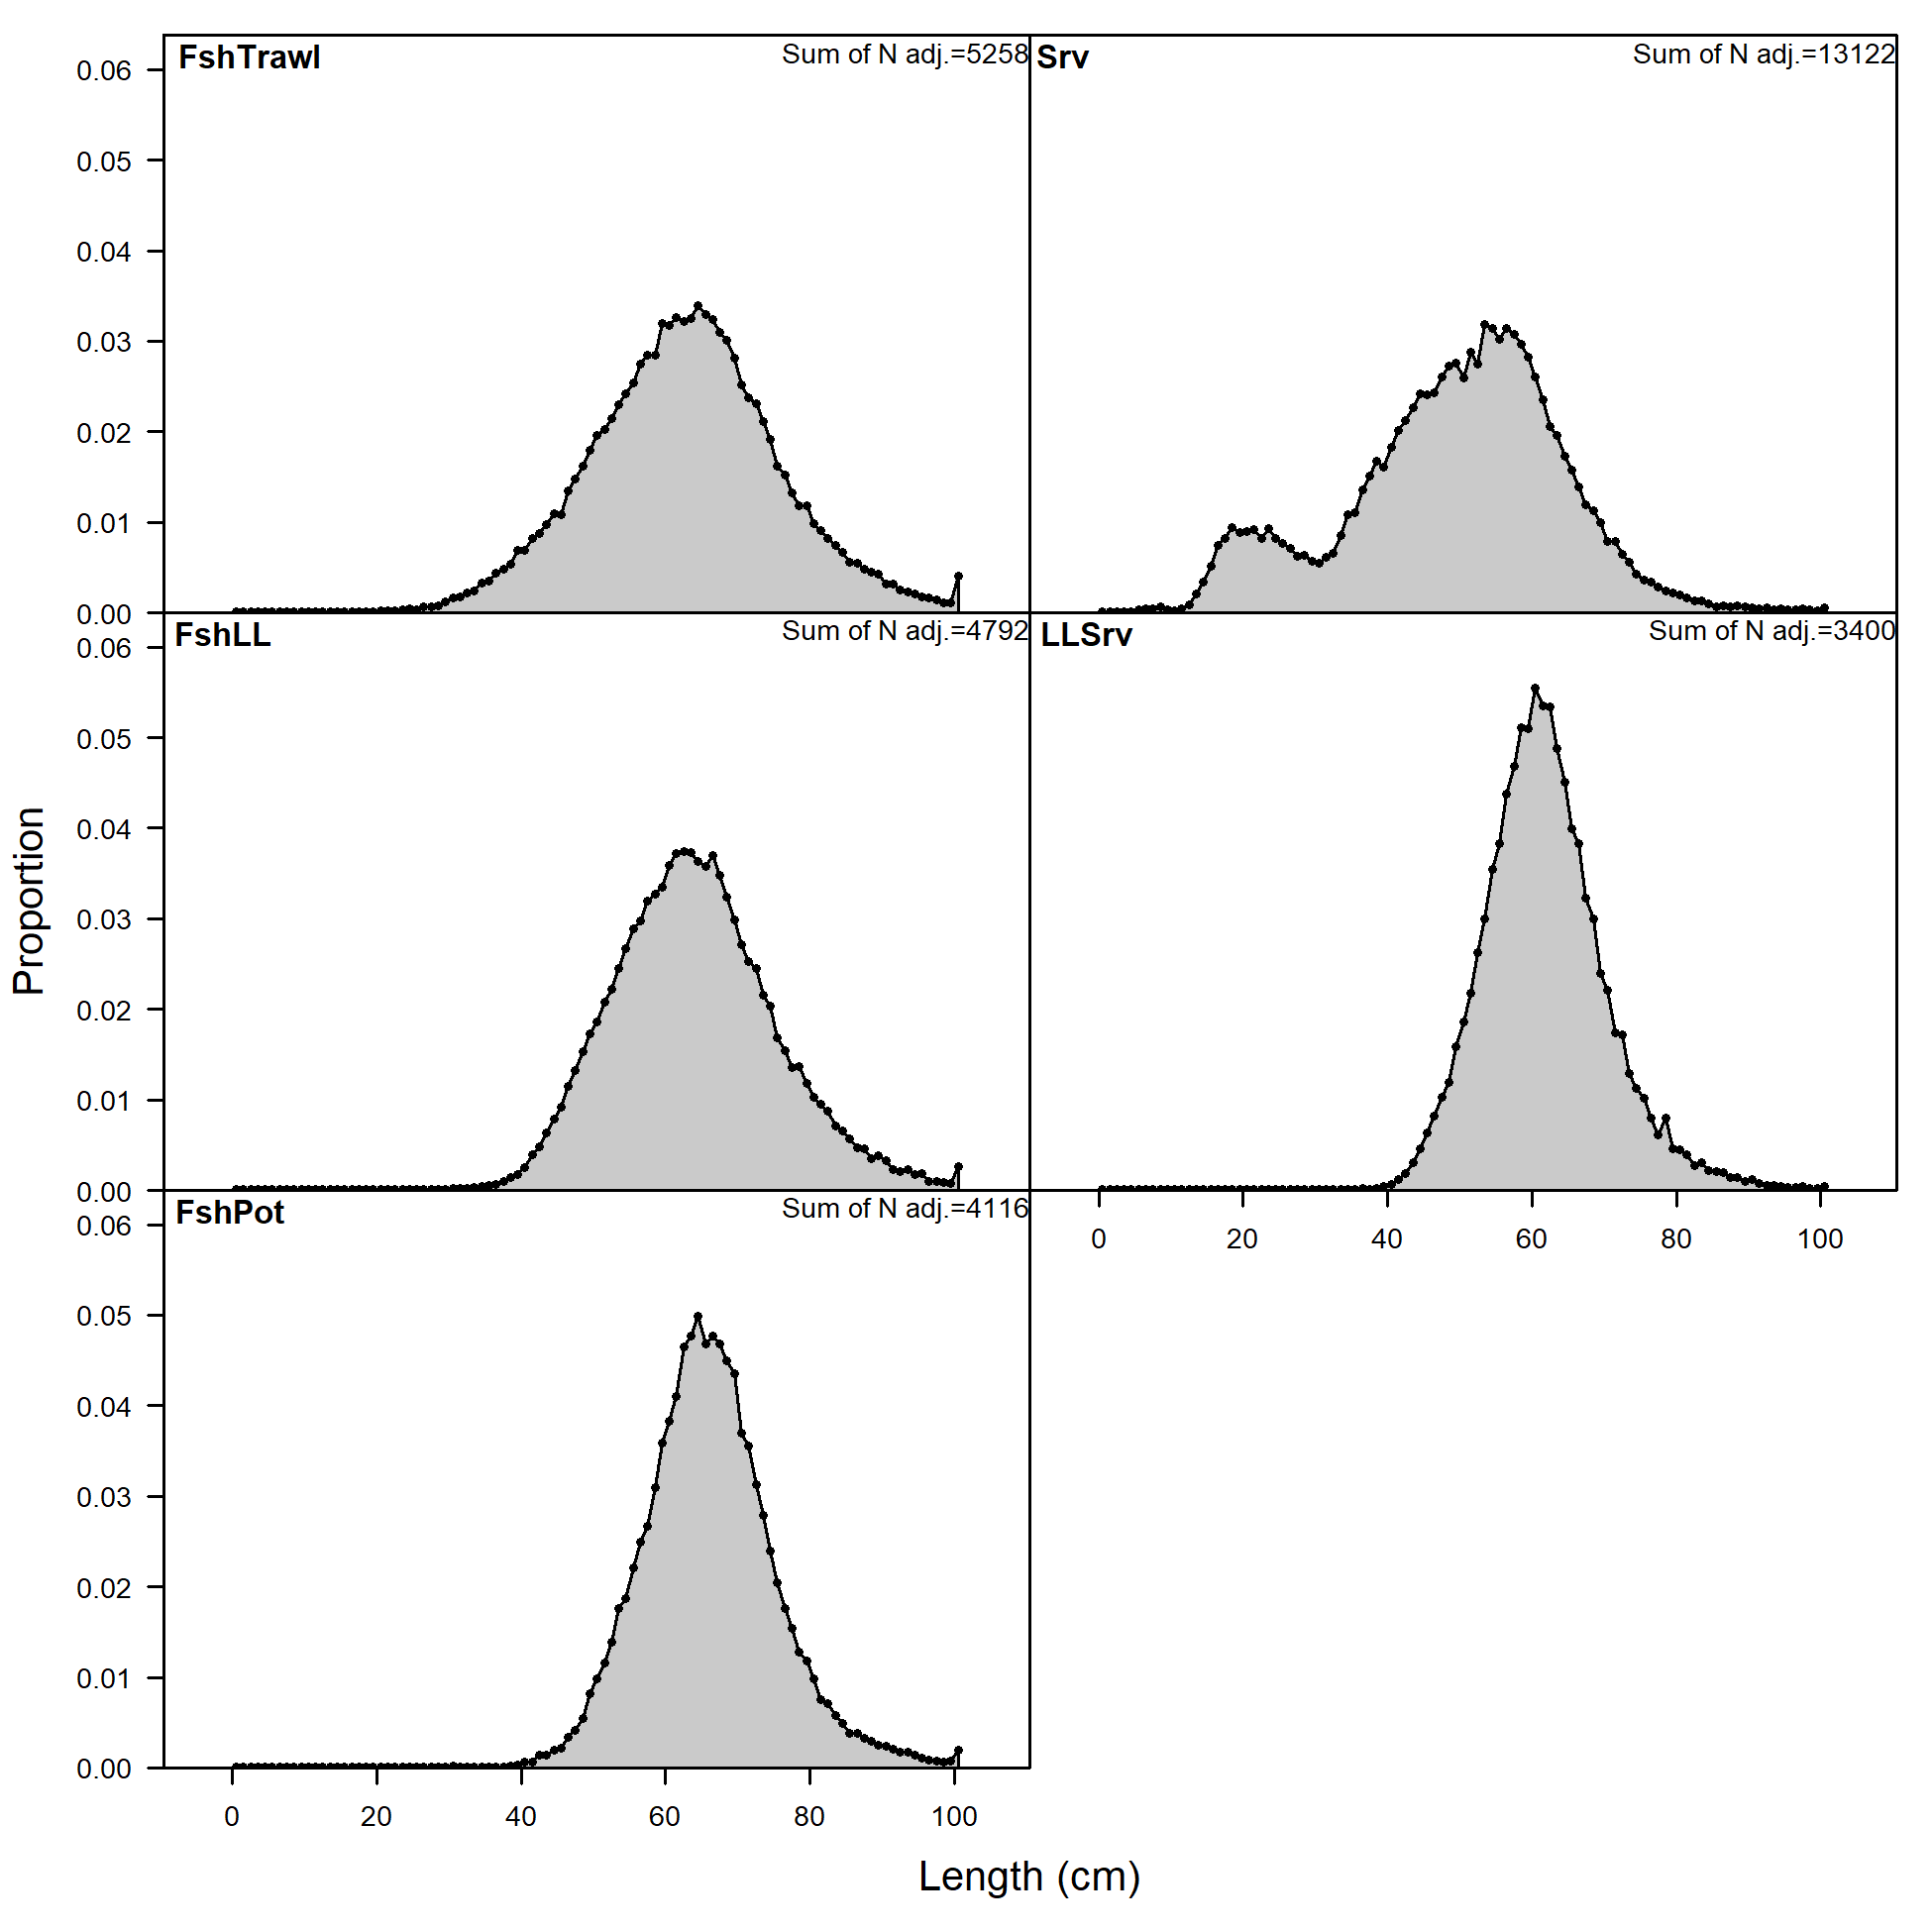 FshTrawl
Sum of N adj.=5258
Srv
Sum of N adj.=13122
0.06
0.05
0.04
0.03
0.02
0.01
0.00
FshLL
Sum of N adj.=4792
LLSrv
Sum of N adj.=3400
0.06
0.05
0.04
0.03
0.02
0.01
0.00
0 20 40 60 80 100
FshPot
Sum of N adj.=4116
0.06
0.05
0.04
0.03
0.02
0.01
0.00
0 20 40 60 80 100
Proportion
Length (cm)